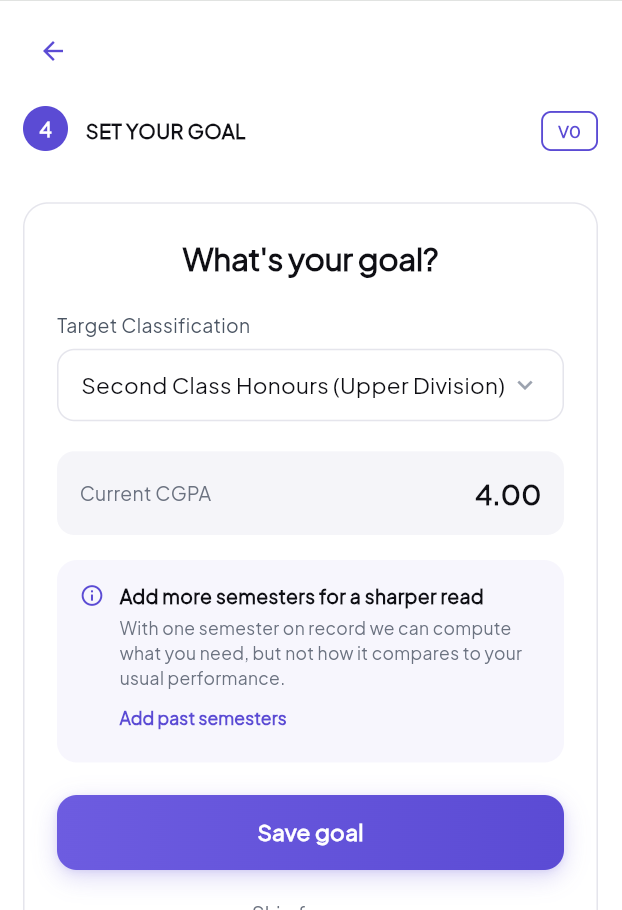 4
SET YOUR GOAL
V0
What's your goal?
Target Classification
Second Class Honours (Upper Division)
Current CGPA
4.00
Add more semesters for a sharper read
With one semester on record we can compute
what you need, but not how it compares to your
usual performance.
Add past semesters
Save goal